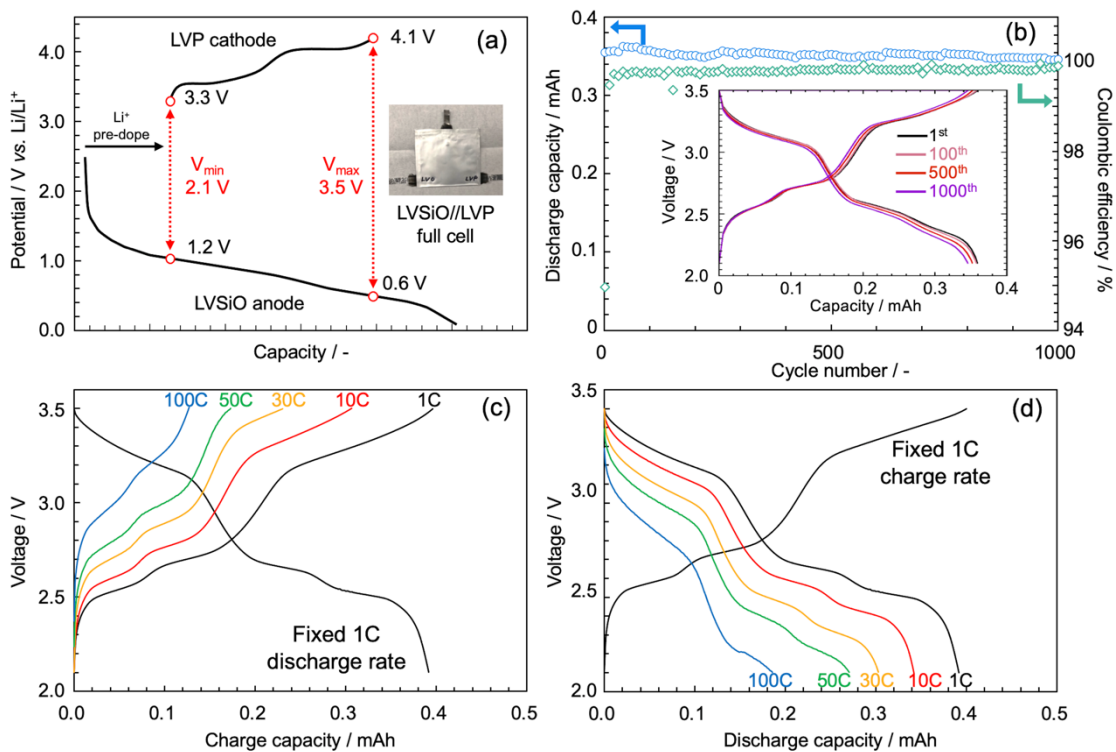 (a)
Potential / V vs. Li/Li⁺
4.0
3.0
2.0
1.0
0.0
LVP cathode
4.1 V
3.3 V
Li⁺
pre-dope
Vmin
2.1 V
Vmax
3.5 V
LVSiO//LVP
full cell
1.2 V
0.6 V
LVSiO anode
Capacity / -
(b)
Discharge capacity / mAh
0.4
0.3
0.2
0.1
0
100
98
96
94
Coulombic efficiency / %
Voltage / V
3.5
3.0
2.5
2.0
1st
100th
500th
1000th
0
0.1
0.2
0.3
0.4
Capacity / mAh
0
500
1000
Cycle number / -
(c)
Voltage / V
3.5
3.0
2.5
2.0
100C
50C
30C
10C
1C
Fixed 1C
discharge rate
0.0
0.1
0.2
0.3
0.4
0.5
Charge capacity / mAh
(d)
Voltage / V
3.5
3.0
2.5
2.0
Fixed 1C
charge rate
100C
50C
30C
10C
1C
0.0
0.1
0.2
0.3
0.4
0.5
Discharge capacity / mAh